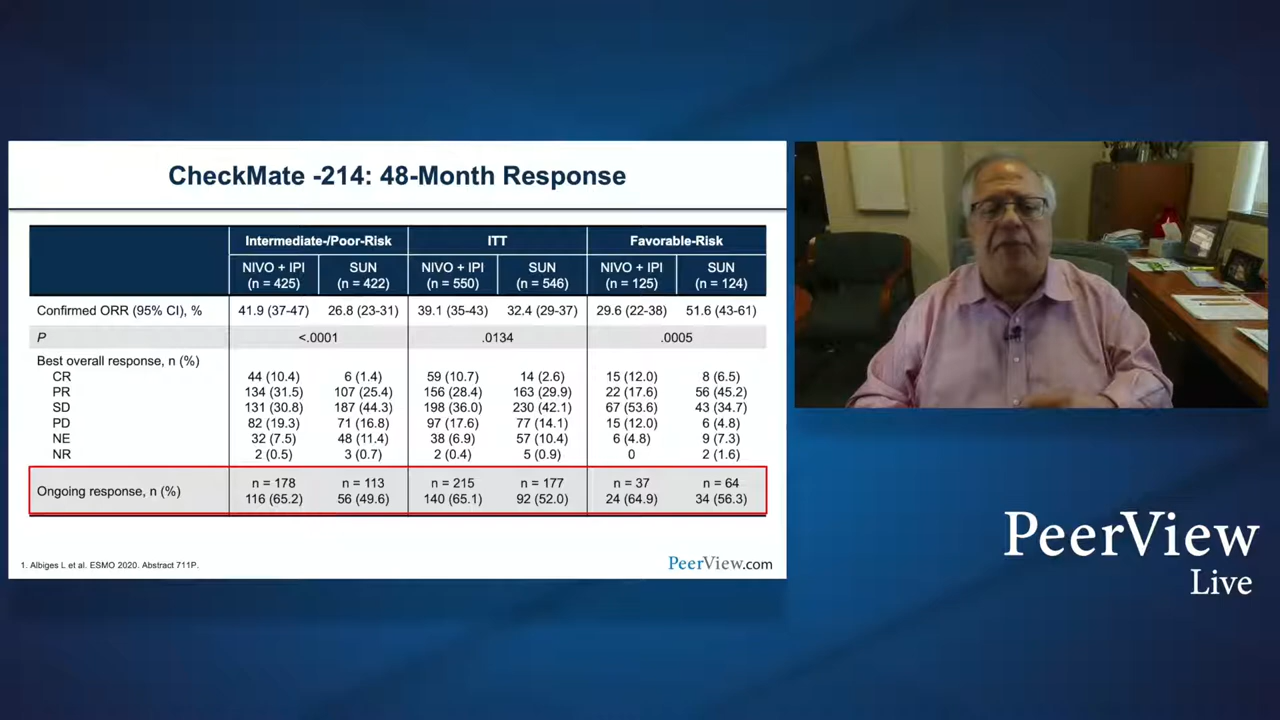 CheckMate -214: 48-Month Response
Intermediate-/Poor-Risk ITT Favorable-Risk
NIVO + IPI SUN NIVO + IPI SUN NIVO + IPI SUN
(n = 425) (n = 422) (n = 550) (n = 546) (n = 125) (n = 124)
Confirmed ORR (95% CI), % 41.9 (37-47) 26.8 (23-31) 39.1 (35-43) 32.4 (29-37) 29.6 (22-38) 51.6 (43-61)
P <.0001 .0134 .0005
Best overall response, n (%)
CR 44 (10.4) 6 (1.4) 59 (10.7) 14 (2.6) 15 (12.0) 8 (6.5)
PR 134 (31.5) 107 (25.4) 156 (28.4) 163 (29.9) 22 (17.6) 56 (45.2)
SD 131 (30.8) 187 (44.3) 198 (36.0) 230 (42.1) 67 (53.6) 43 (34.7)
PD 82 (19.3) 71 (16.8) 97 (17.6) 77 (14.1) 15 (12.0) 6 (4.8)
NE 32 (7.5) 48 (11.4) 38 (6.9) 57 (10.4) 6 (4.8) 9 (7.3)
NR 2 (0.5) 3 (0.7) 2 (0.4) 5 (0.9) 0 2 (1.6)
n = 178 n = 113 n = 215 n = 177 n = 37 n = 64
Ongoing response, n (%) 116 (65.2) 56 (49.6) 140 (65.1) 92 (52.0) 24 (64.9) 34 (56.3)
1. Albiges L et al. ESMO 2020. Abstract 711P.
PeerView.com
PeerView
Live